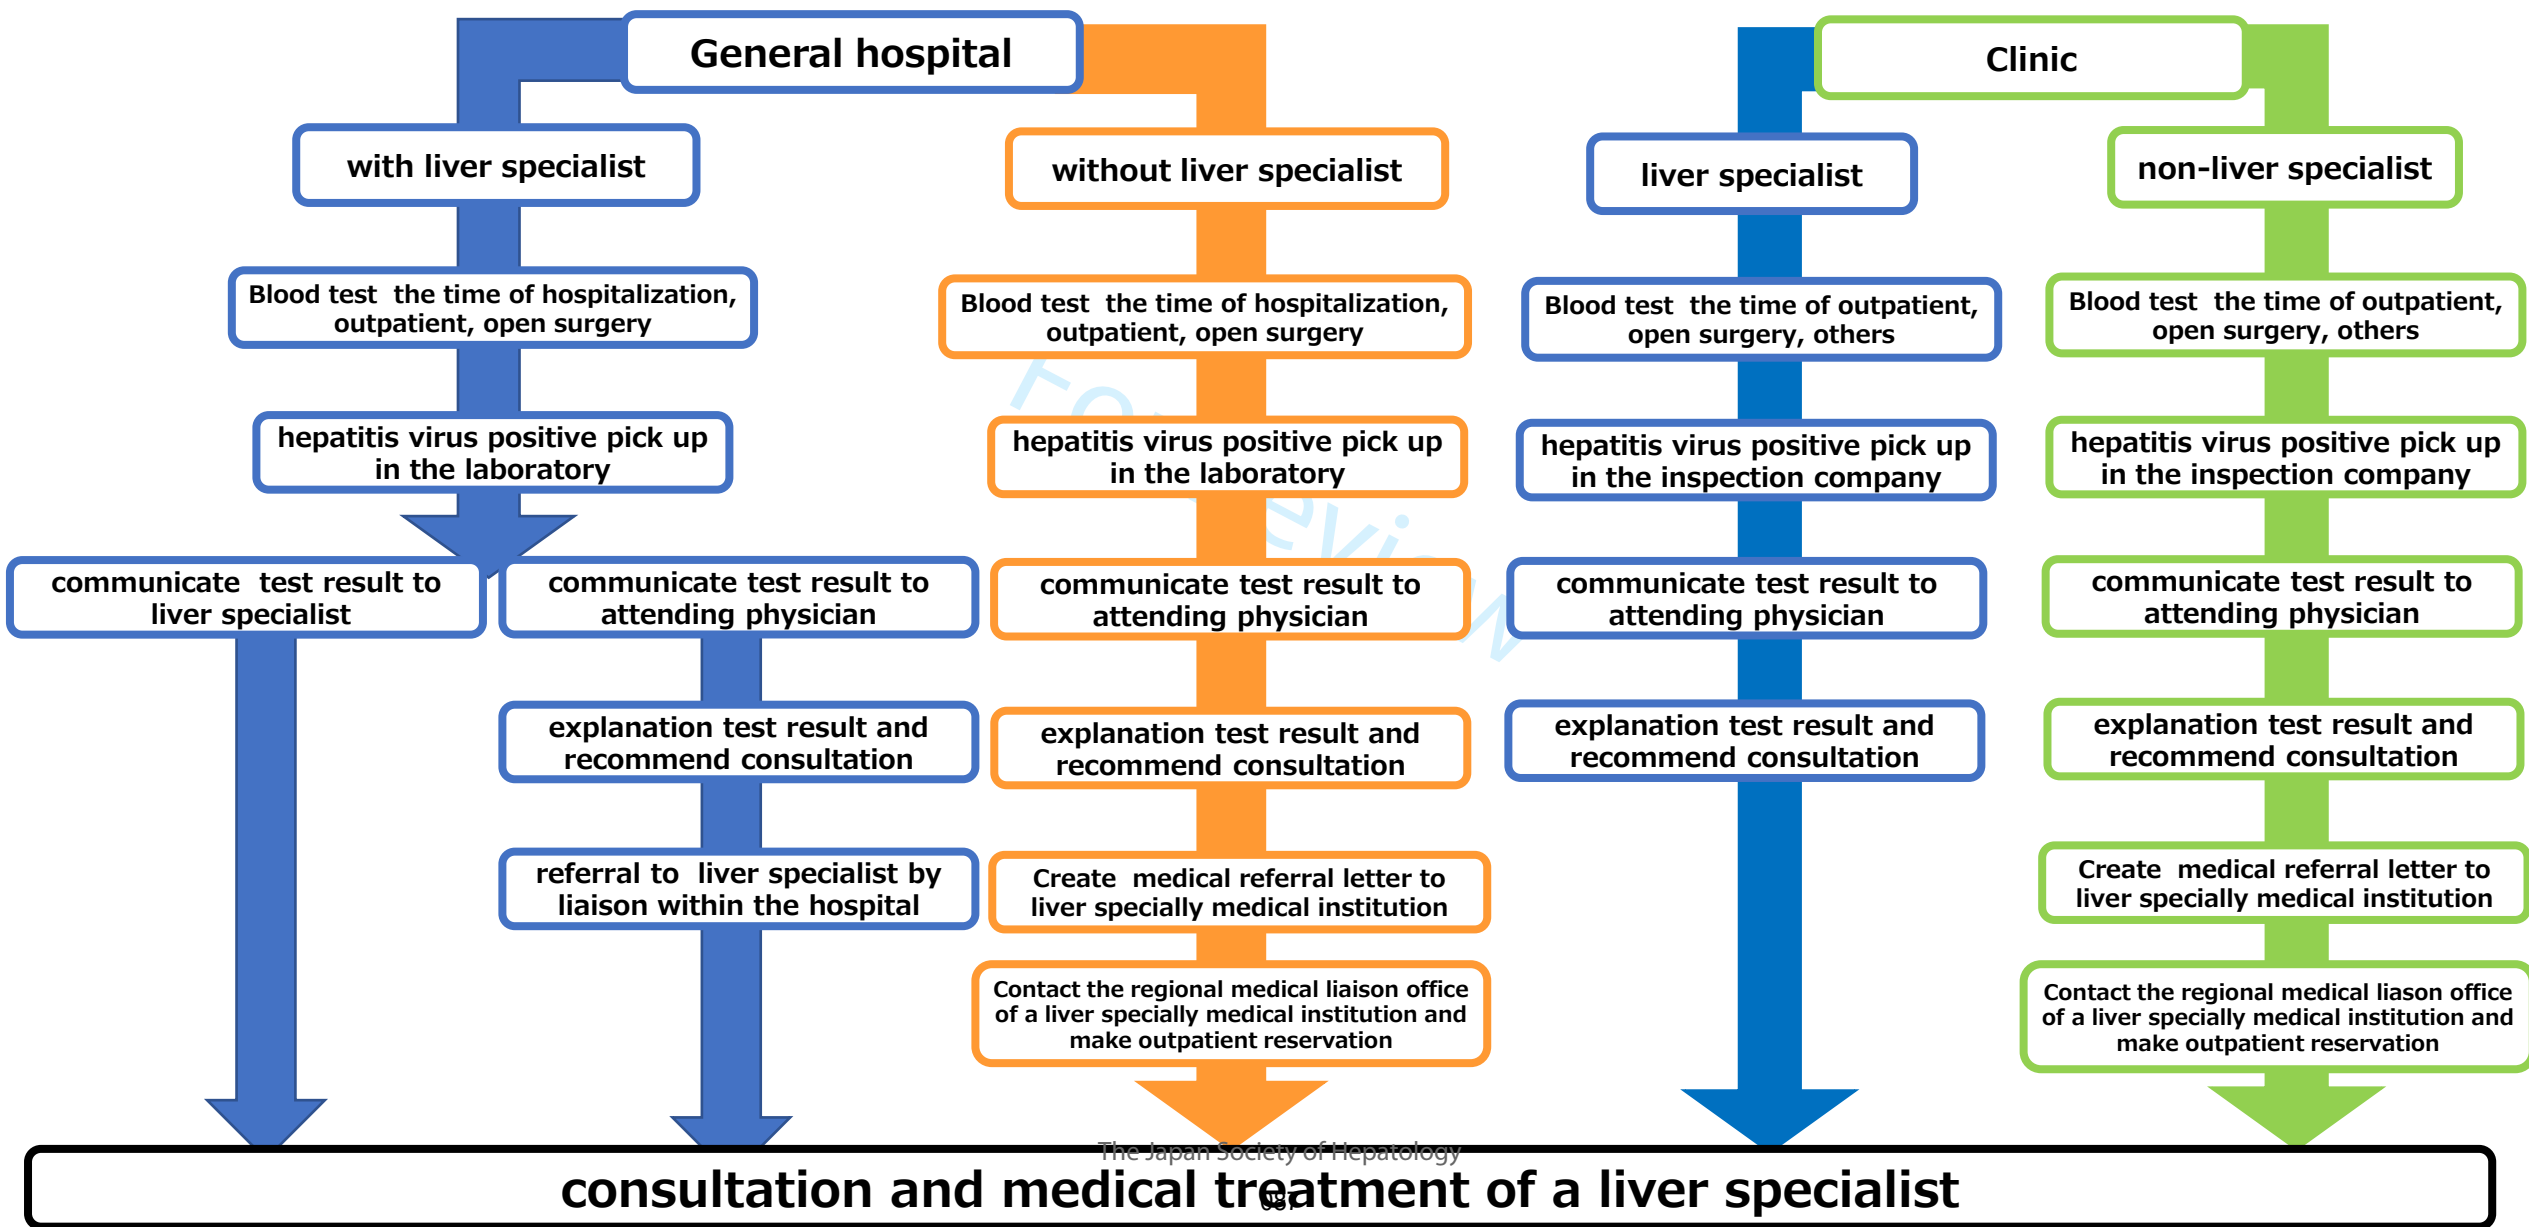 General hospital
Clinic
with liver specialist
without liver specialist
liver specialist
non-liver specialist
Blood test the time of hospitalization,
outpatient, open surgery
Blood test the time of hospitalization,
outpatient, open surgery
Blood test the time of outpatient,
open surgery, others
Blood test the time of outpatient,
open surgery, others
hepatitis virus positive pick up
in the laboratory
hepatitis virus positive pick up
in the laboratory
hepatitis virus positive pick up
in the inspection company
hepatitis virus positive pick up
in the inspection company
communicate test result to
liver specialist
communicate test result to
attending physician
communicate test result to
attending physician
communicate test result to
attending physician
communicate test result to
attending physician
explanation test result and
recommend consultation
explanation test result and
recommend consultation
explanation test result and
recommend consultation
explanation test result and
recommend consultation
referral to liver specialist by
liaison within the hospital
Create medical referral letter to
liver specially medical institution
Create medical referral letter to
liver specially medical institution
Contact the regional medical liaison office
of a liver specially medical institution and
make outpatient reservation
Contact the regional medical liason office
of a liver specially medical institution and
make outpatient reservation
The Japan Society of Hepatology
consultation and medical treatment of a liver specialist
087